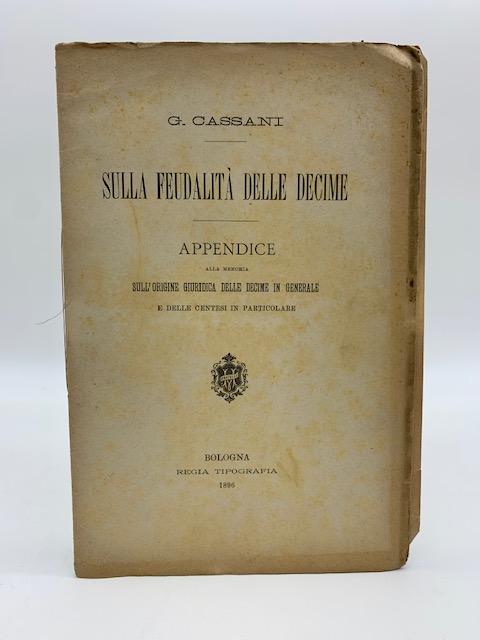 G. CASSANI
SULLA FEUDALITÀ DELLE DECIME
APPENDICE
ALLA MEMORIA
SULL'ORIGINE GIURIDICA DELLE DECIME IN GENERALE
E DELLE CENTESI IN PARTICOLARE
BOLOGNA
REGIA TIPOGRAFIA
1896